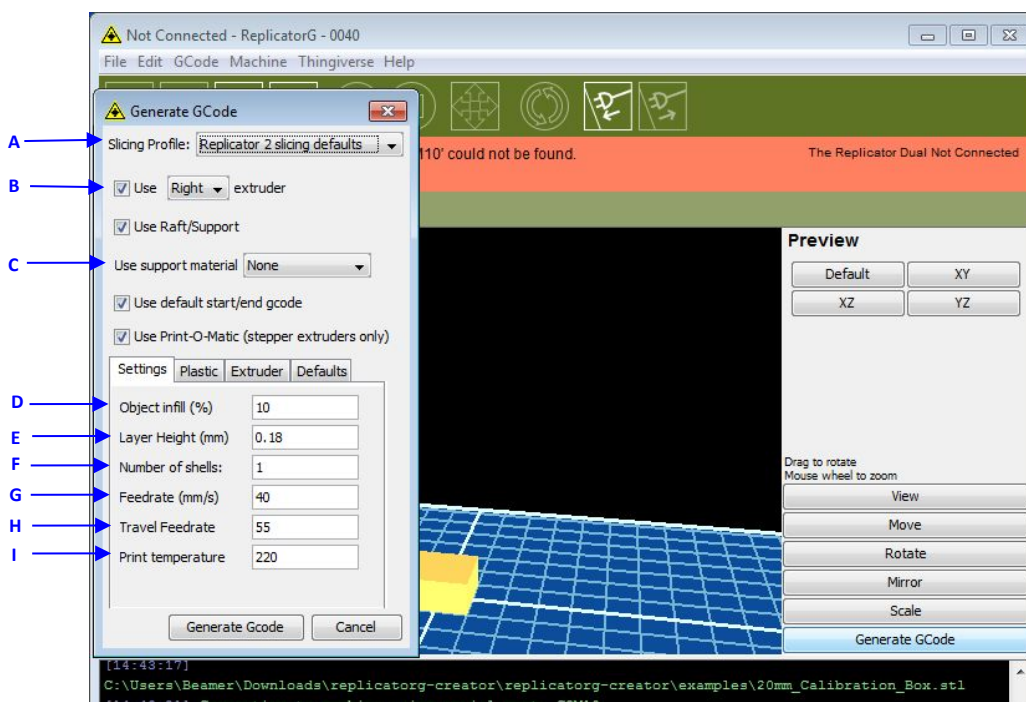 Not Connected - ReplicatorG - 0040
File Edit GCode Machine Thingiverse Help
Generate GCode
A
Slicing Profile: Replicator 2 slicing defaults
M10' could not be found.
The Replicator Dual Not Connected
B
Use Right extruder
Use Raft/Support
C
Use support material None
Use default start/end gcode
Use Print-O-Matic (stepper extruders only)
Settings Plastic Extruder Defaults
D
Object infill (%) 10
E
Layer Height (mm) 0.18
F
Number of shells: 1
G
Feedrate (mm/s) 40
H
Travel Feedrate 55
I
Print temperature 220
Generate Gcode Cancel
Preview
Default XY
XZ YZ
Drag to rotate
Mouse wheel to zoom
View
Move
Rotate
Mirror
Scale
Generate GCode
[14:43:17]
C:\Users\Beamer\Downloads\replicatorg-creator\replicatorg-creator\examples\20mm_Calibration_Box.stl